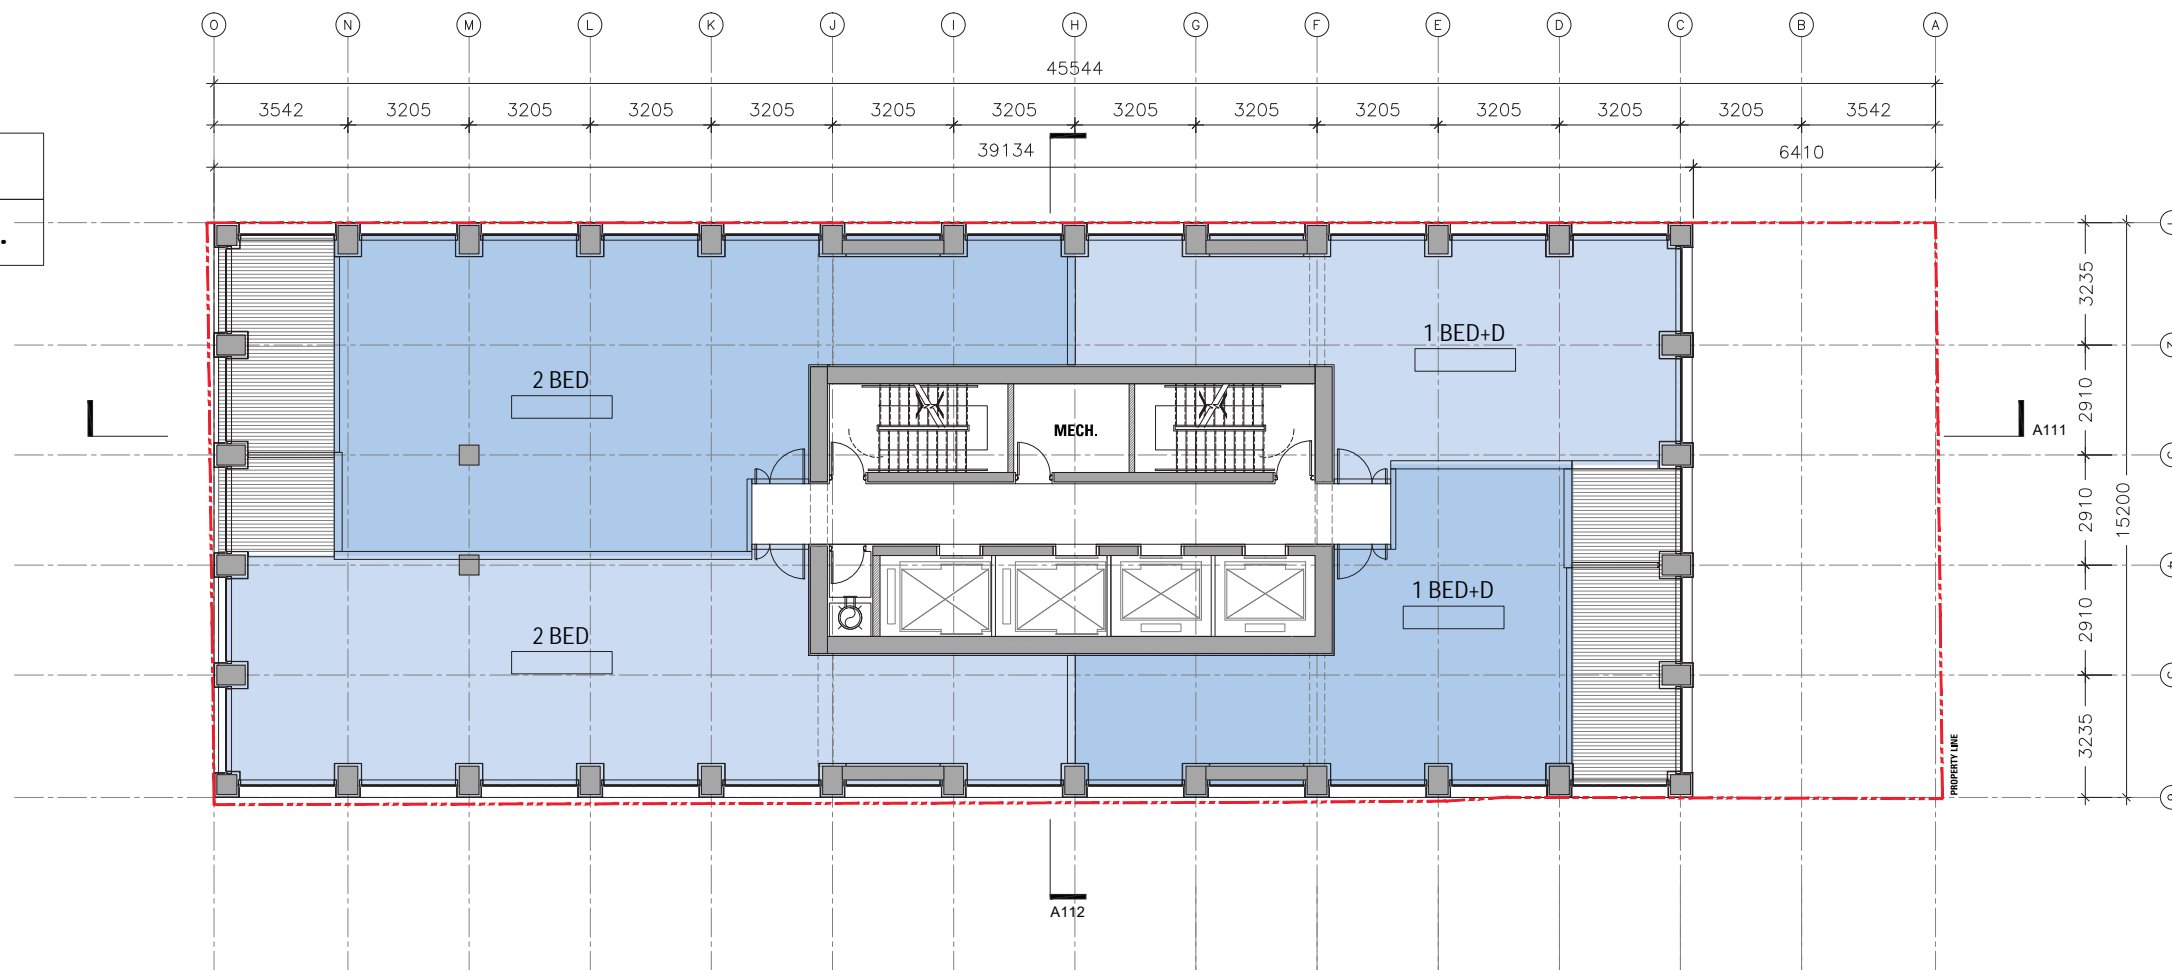 O N M L K J I H G F E D C B A
45544
3542 3205 3205 3205 3205 3205 3205 3205 3205 3205 3205 3205 3205 3542
39134 6410
3235
2910
2910
2910
3235
15200
1 BED+D
2 BED
MECH.
A111
1 BED+D
2 BED
PROPERTY LINE
A112